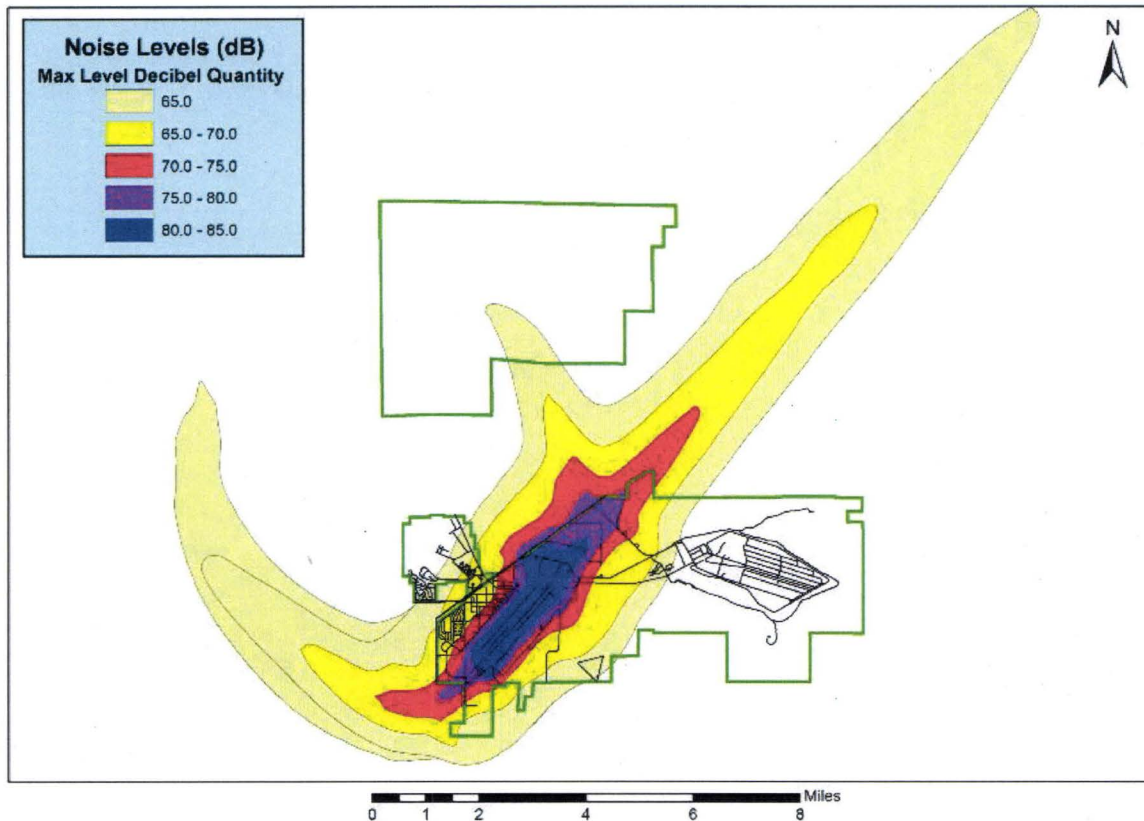 Noise Levels (dB)
Max Level Decibel Quantity
65.0
65.0 - 70.0
70.0 - 75.0
75.0 - 80.0
80.0 - 85.0
N
Miles
0 1 2 4 6 8